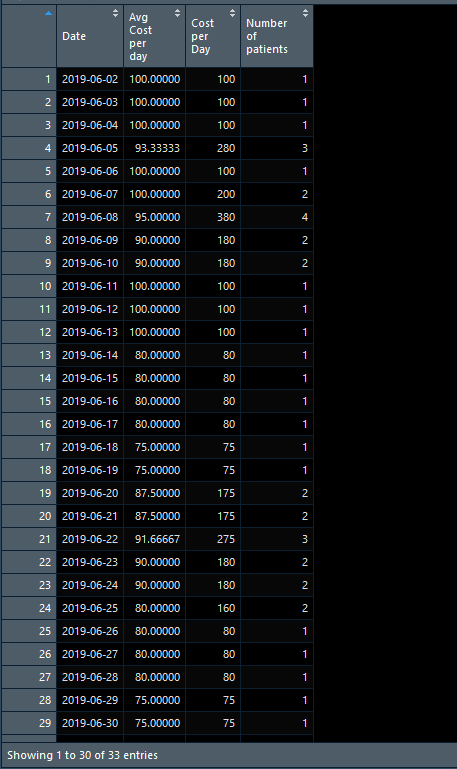 Date Avg Cost per day Cost per Day Number of patients
1 2019-06-02 100.00000 100 1
2 2019-06-03 100.00000 100 1
3 2019-06-04 100.00000 100 1
4 2019-06-05 93.33333 280 3
5 2019-06-06 100.00000 100 1
6 2019-06-07 100.00000 200 2
7 2019-06-08 95.00000 380 4
8 2019-06-09 90.00000 180 2
9 2019-06-10 90.00000 180 2
10 2019-06-11 100.00000 100 1
11 2019-06-12 100.00000 100 1
12 2019-06-13 100.00000 100 1
13 2019-06-14 80.00000 80 1
14 2019-06-15 80.00000 80 1
15 2019-06-16 80.00000 80 1
16 2019-06-17 80.00000 80 1
17 2019-06-18 75.00000 75 1
18 2019-06-19 75.00000 75 1
19 2019-06-20 87.50000 175 2
20 2019-06-21 87.50000 175 2
21 2019-06-22 91.66667 275 3
22 2019-06-23 90.00000 180 2
23 2019-06-24 90.00000 180 2
24 2019-06-25 80.00000 160 2
25 2019-06-26 80.00000 80 1
26 2019-06-27 80.00000 80 1
27 2019-06-28 80.00000 80 1
28 2019-06-29 75.00000 75 1
29 2019-06-30 75.00000 75 1
Showing 1 to 30 of 33 entries